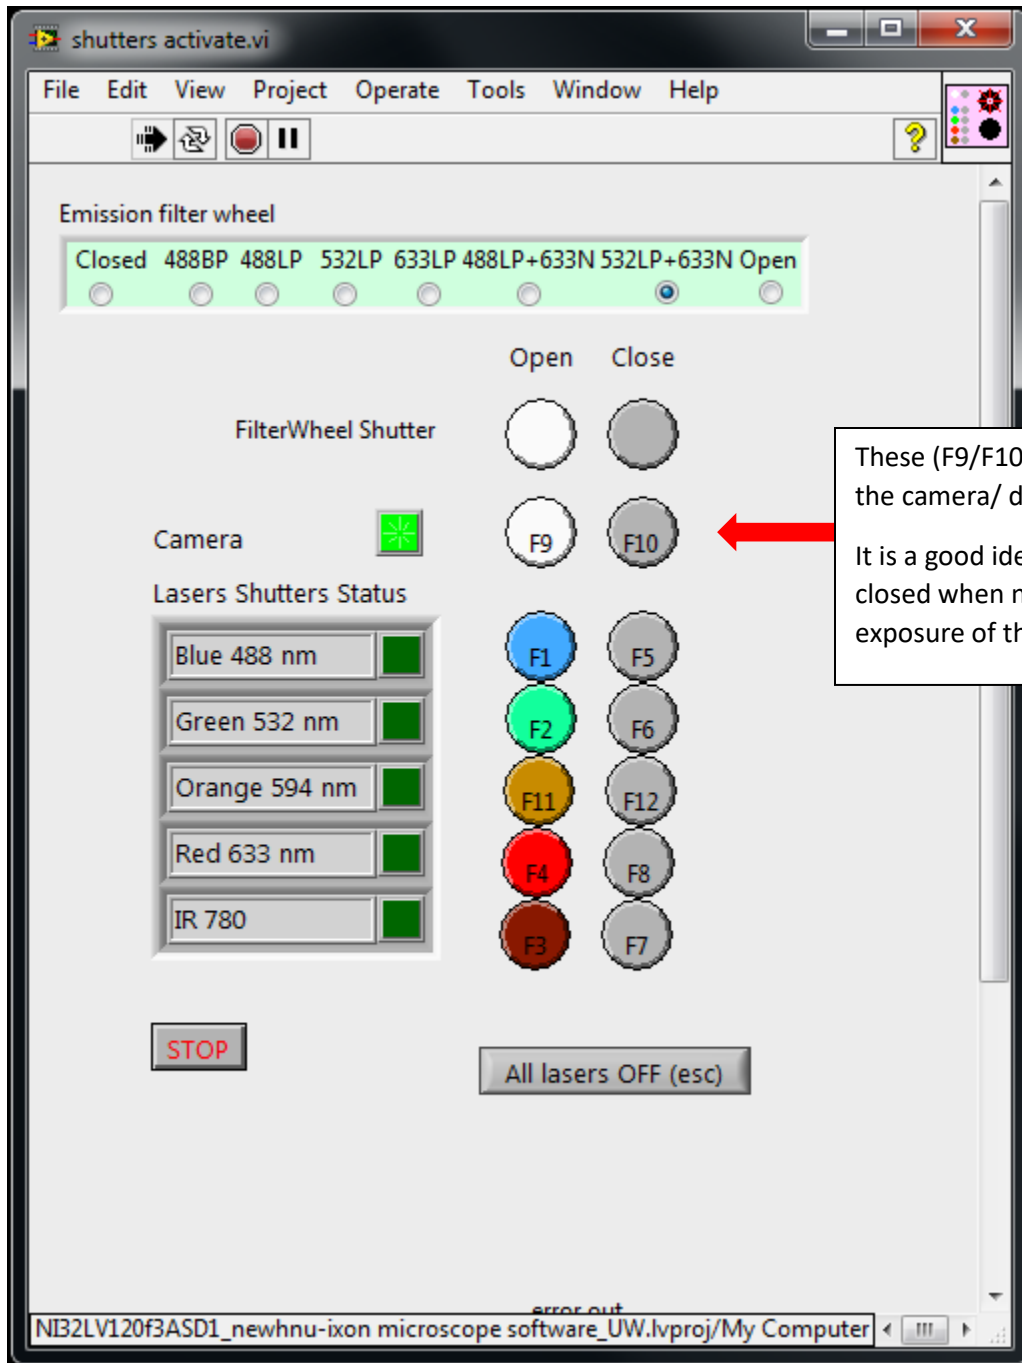 shutters activate.vi
File Edit View Project Operate Tools Window Help
Emission filter wheel
Closed 488BP 488LP 532LP 633LP 488LP+633N 532LP+633N Open
Open Close
FilterWheel Shutter
These (F9/F10
the camera/ d
Camera F9 F10
It is a good ide
closed when n
exposure of th
Lasers Shutters Status
Blue 488 nm F1 F5
Green 532 nm F2 F6
Orange 594 nm F11 F12
Red 633 nm F4 F8
IR 780 F3 F7
STOP
All lasers OFF (esc)
error out
NI32LV120f3ASD1_newhnu-ixon microscope software_UW.lvproj/My Computer